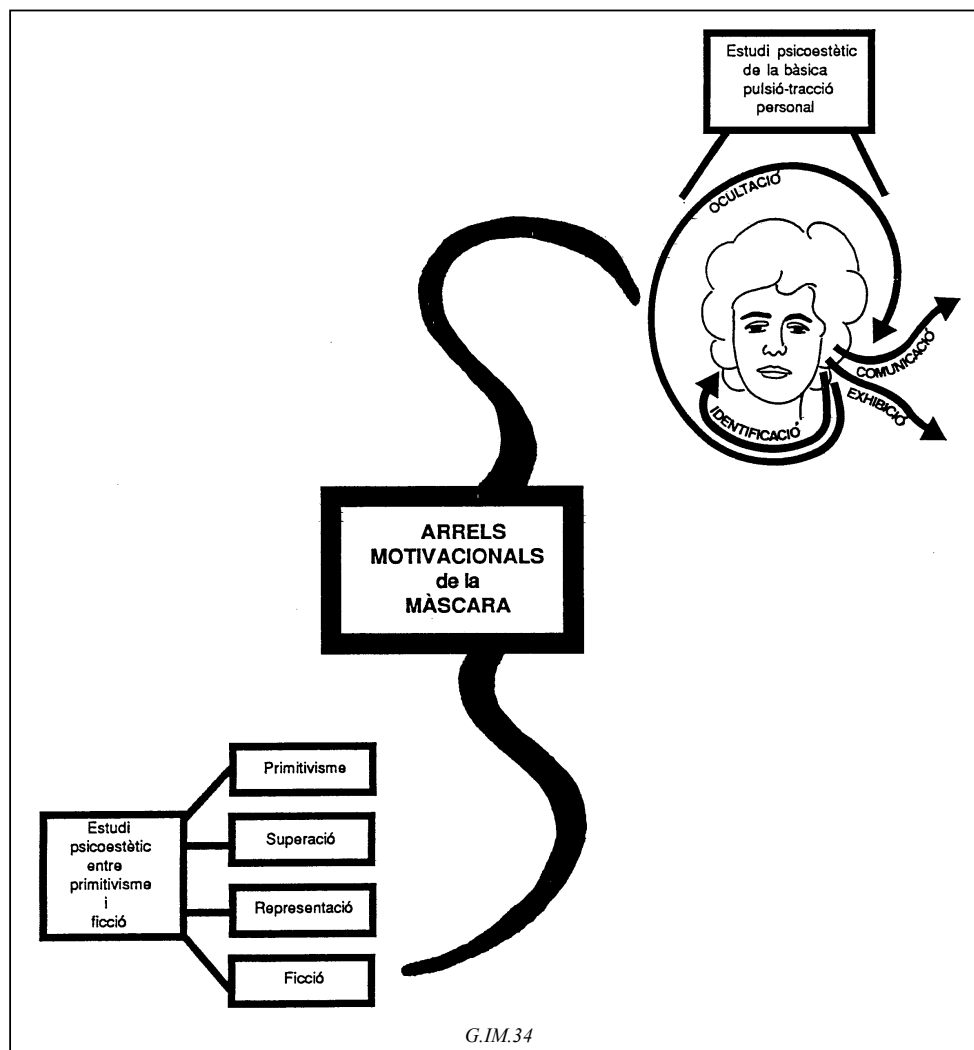 Estudi psicoestètic
de la bàsica
pulsió-tracció
personal
OCULTACIÓ
COMUNICACIÓ
EXHIBICIÓ
IDENTIFICACIÓ
ARRELS
MOTIVACIONALS
de la
MÀSCARA
Estudi
psicoestètic
entre
primitivisme
i
ficció
Primitivisme
Superació
Representació
Ficció
G.IM.34